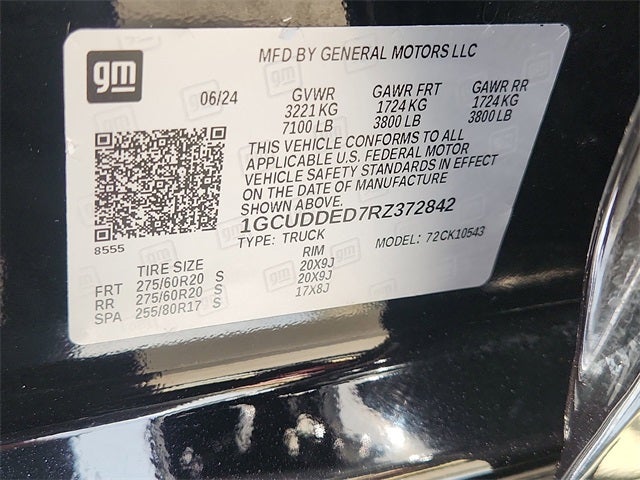 gm
MFD BY GENERAL MOTORS LLC
06/24 GVWR GAWR FRT GAWR RR
3221 KG 1724 KG 1724 KG
7100 LB 3800 LB 3800 LB
THIS VEHICLE CONFORMS TO ALL
APPLICABLE U.S. FEDERAL MOTOR
VEHICLE SAFETY STANDARDS IN EFFECT
ON THE DATE OF MANUFACTURE
SHOWN ABOVE.
8555
1GCUDDED7RZ372842
TYPE: TRUCK MODEL: 72CK10543
TIRE SIZE RIM
FRT 275/60R20 S 20X9J
RR 275/60R20 S 20X9J
SPA 255/80R17 S 17X8J